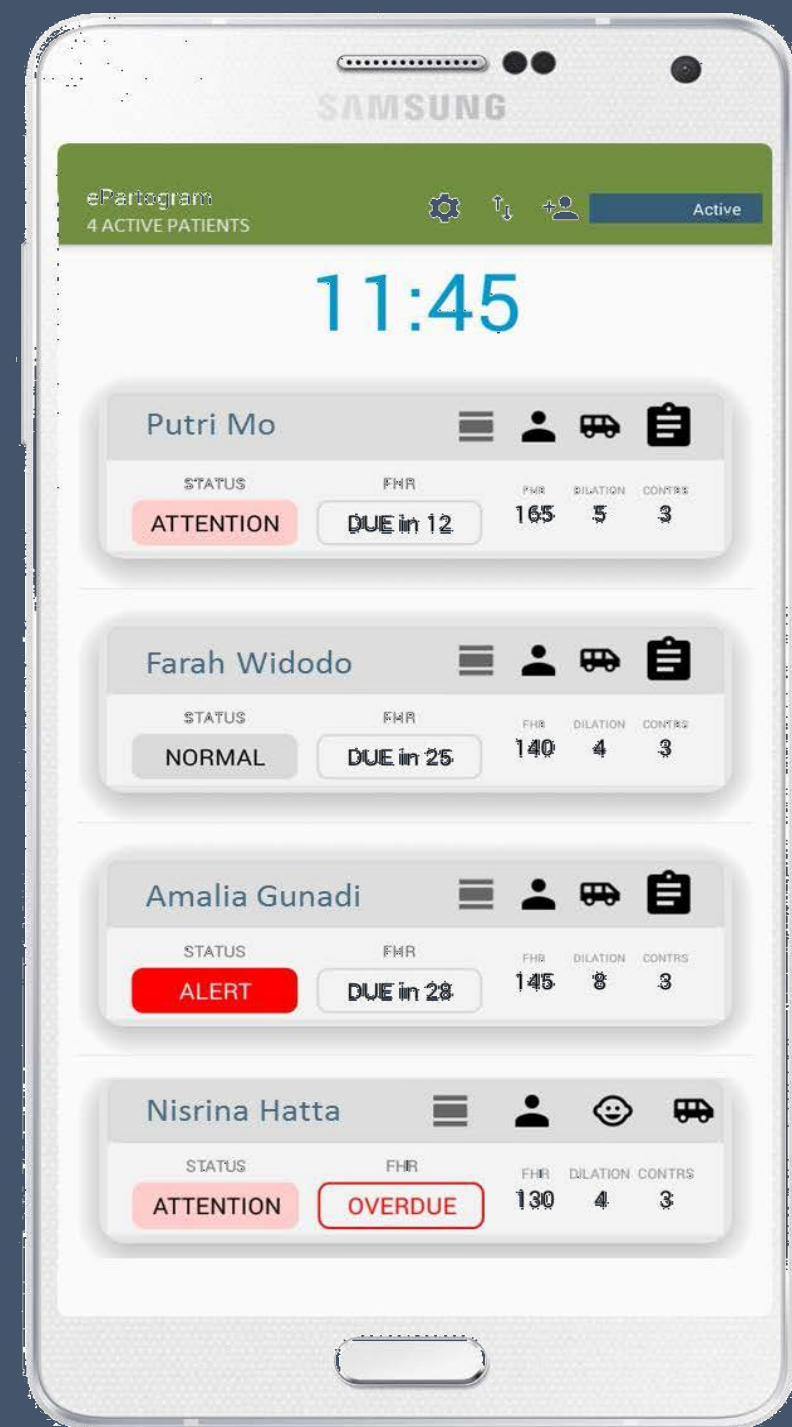 SAMSUNG
ePartogram
4 ACTIVE PATIENTS
Active
11:45
Putri Mo
STATUS FHR FHR DILATION CONTRS
ATTENTION DUE in 12 165 5 3
Farah Widodo
STATUS FHR FHR DILATION CONTRS
NORMAL DUE in 25 140 4 3
Amalia Gunadi
STATUS FHR FHR DILATION CONTRS
ALERT DUE in 28 145 8 3
Nisrina Hatta
STATUS FHR FHR DILATION CONTRS
ATTENTION OVERDUE 130 4 3